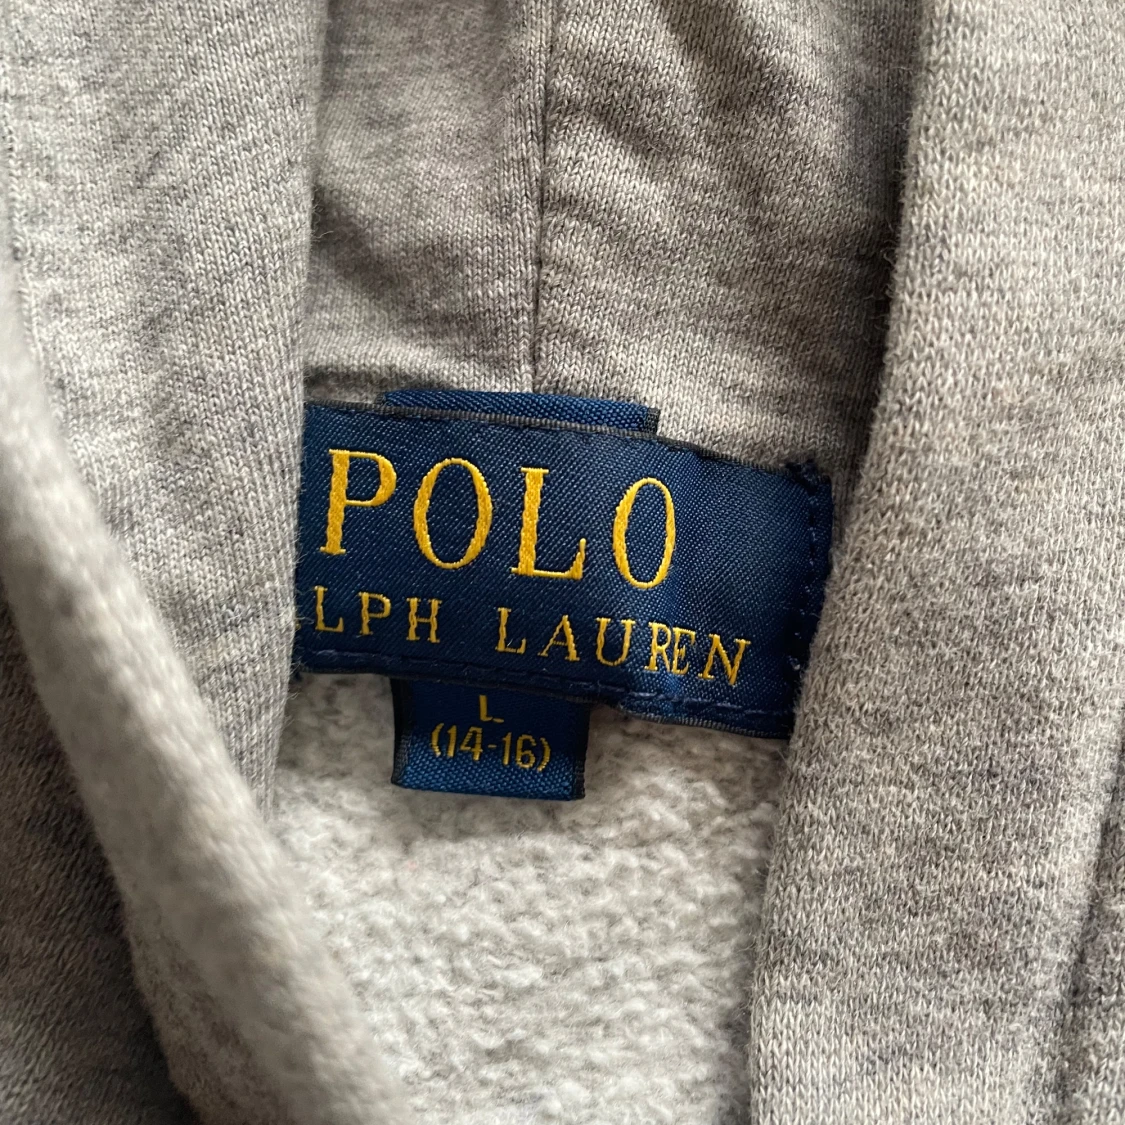 POLO
LPH LAUREN
L
(14-16)